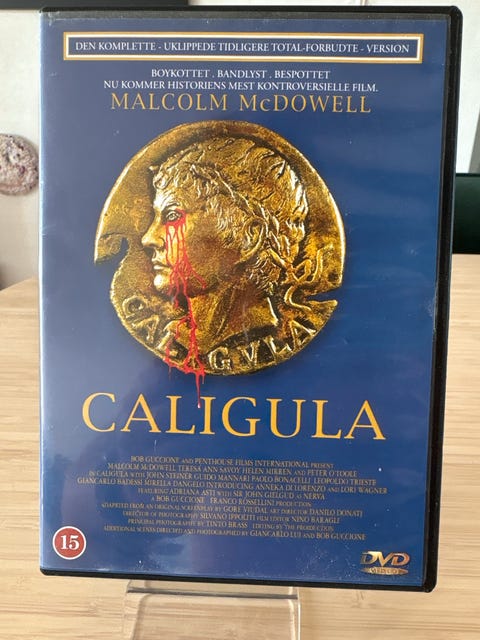 DEN KOMPLETTE - UKLIPPEDE TIDLIGERE TOTAL-FORBUDTE - VERSION
BOYKOTTET . BANDLYST . BESPOTTET
NU KOMMER HISTORIENS MEST KONTROVERSIELLE FILM.
MALCOLM McDOWELL
CALIGVLA
CALIGULA
BOB GUCCIONE AND PENTHOUSE FILMS INTERNATIONAL PRESENT
MALCOLM McDOWELL TERESA ANN SAVOY HELEN MIRREN AND PETER O'TOOLE
IN CALIGULA WITH JOHN STEINER GUIDO MANNARI PAOLO BONACELLI LEOPOLDO TRIESTE
GIANCARLO BADESSI MIRELLA DANGELO INTRODUCING ANNEKA DI LORENZO AND LORI WAGNER
FEATURING ADRIANA ASTI WITH SIR JOHN GIELGUD AS NERVA
A BOB GUCCIONE FRANCO ROSSELLINI PRODUCTION
ADAPTED FROM AN ORIGINAL SCREENPLAY BY GORE VIDAL ART DIRECTOR DANILO DONATI
DIRECTOR OF PHOTOGRAPHY SILVANO IPPOLITI FILM EDITOR NINO BARAGLI
PRINCIPAL PHOTOGRAPHY BY TINTO BRASS EDITING BY THE PRODUCTION
ADDITIONAL SCENES DIRECTED AND PHOTOGRAPHED BY GIANCARLO LUI AND BOB GUCCIONE
15
DVD
VIDEO